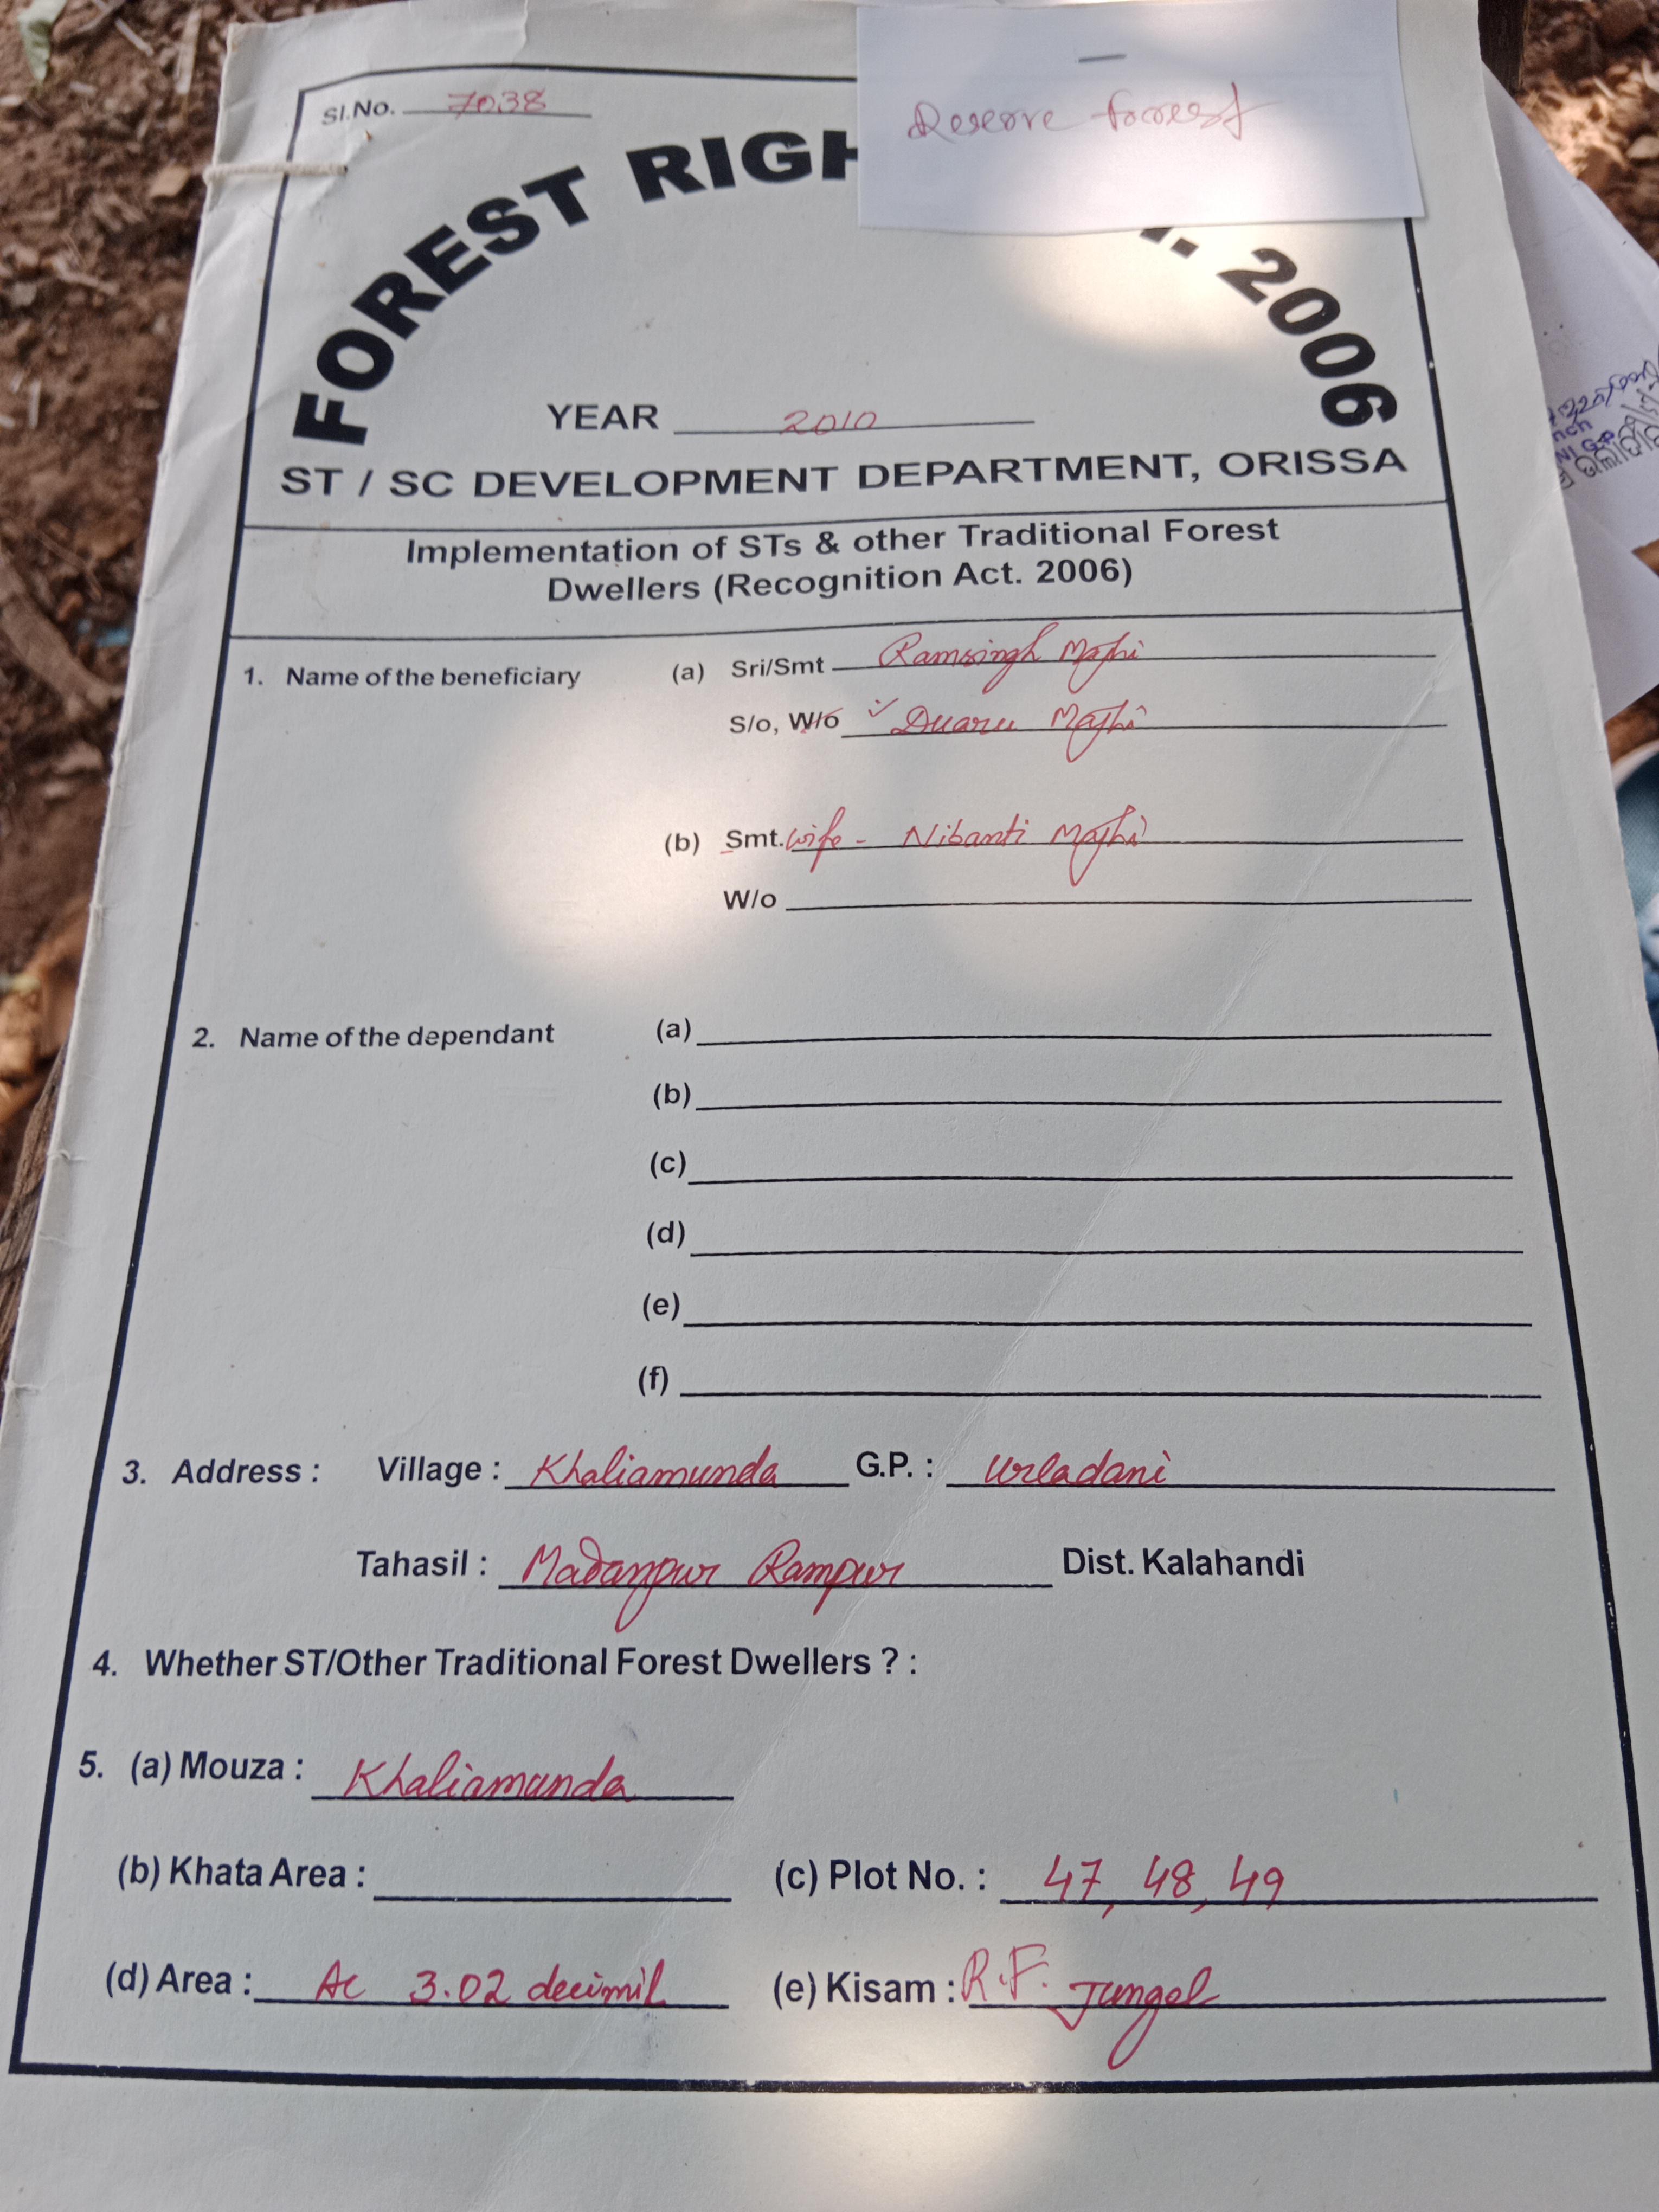 Sl.No. 7038
Reserve forest
FOREST RIGH
. 2006
YEAR 2010
ST / SC DEVELOPMENT DEPARTMENT, ORISSA
Implementation of STs & other Traditional Forest
Dwellers (Recognition Act. 2006)
1. Name of the beneficiary (a) Sri/Smt Ramsingh Majhi
S/o, W/o Duaru Majhi
(b) Smt. wife - Nibanti Majhi
W/o
2. Name of the dependant (a)
(b)
(c)
(d)
(e)
(f)
3. Address : Village : Khaliamunda G.P. : Urladani
Tahasil : Madanpur Rampur Dist. Kalahandi
4. Whether ST/Other Traditional Forest Dwellers ? :
5. (a) Mouza : Khaliamunda
(b) Khata Area : (c) Plot No. : 47, 48, 49
(d) Area : Ac 3.02 decimil (e) Kisam : R.F. Jungel